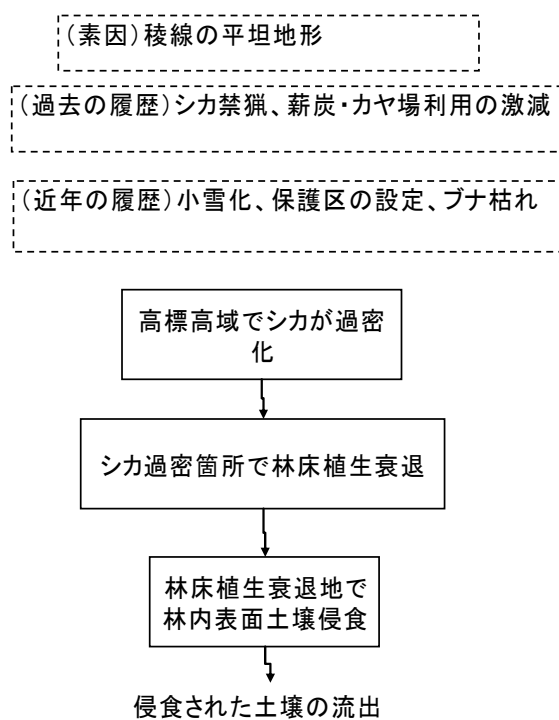 (素因)稜線の平坦地形
(過去の履歴)シカ禁猟、薪炭・カヤ場利用の激減
(近年の履歴)小雪化、保護区の設定、ブナ枯れ
高標高域でシカが過密
化
シカ過密箇所で林床植生衰退
林床植生衰退地で
林内表面土壌侵食
侵食された土壌の流出